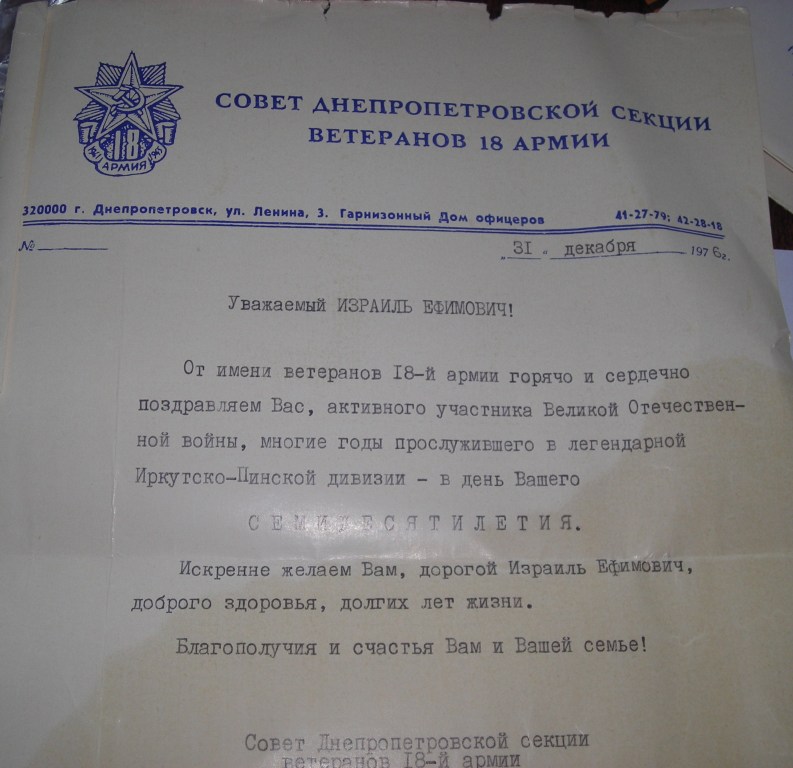 18
1941 АРМИЯ 1945
СОВЕТ ДНЕПРОПЕТРОВСКОЙ СЕКЦИИ
ВЕТЕРАНОВ 18 АРМИИ
320000 г. Днепропетровск, ул. Ленина, 3. Гарнизонный Дом офицеров 41-27-79; 42-28-18
№
„ 31 „ декабря 1976г.
Уважаемый ИЗРАИЛЬ ЕФИМОВИЧ!
От имени ветеранов 18-й армии горячо и сердечно
поздравляем Вас, активного участника Великой Отечествен-
ной войны, многие годы прослужившего в легендарной
Иркутско-Пинской дивизии – в день Вашего
С Е М И Д Е С Я Т И Л Е Т И Я.
Искренне желаем Вам, дорогой Израиль Ефимович,
доброго здоровья, долгих лет жизни.
Благополучия и счастья Вам и Вашей семье!
Совет Днепропетровской секции
ветеранов 18-й армии